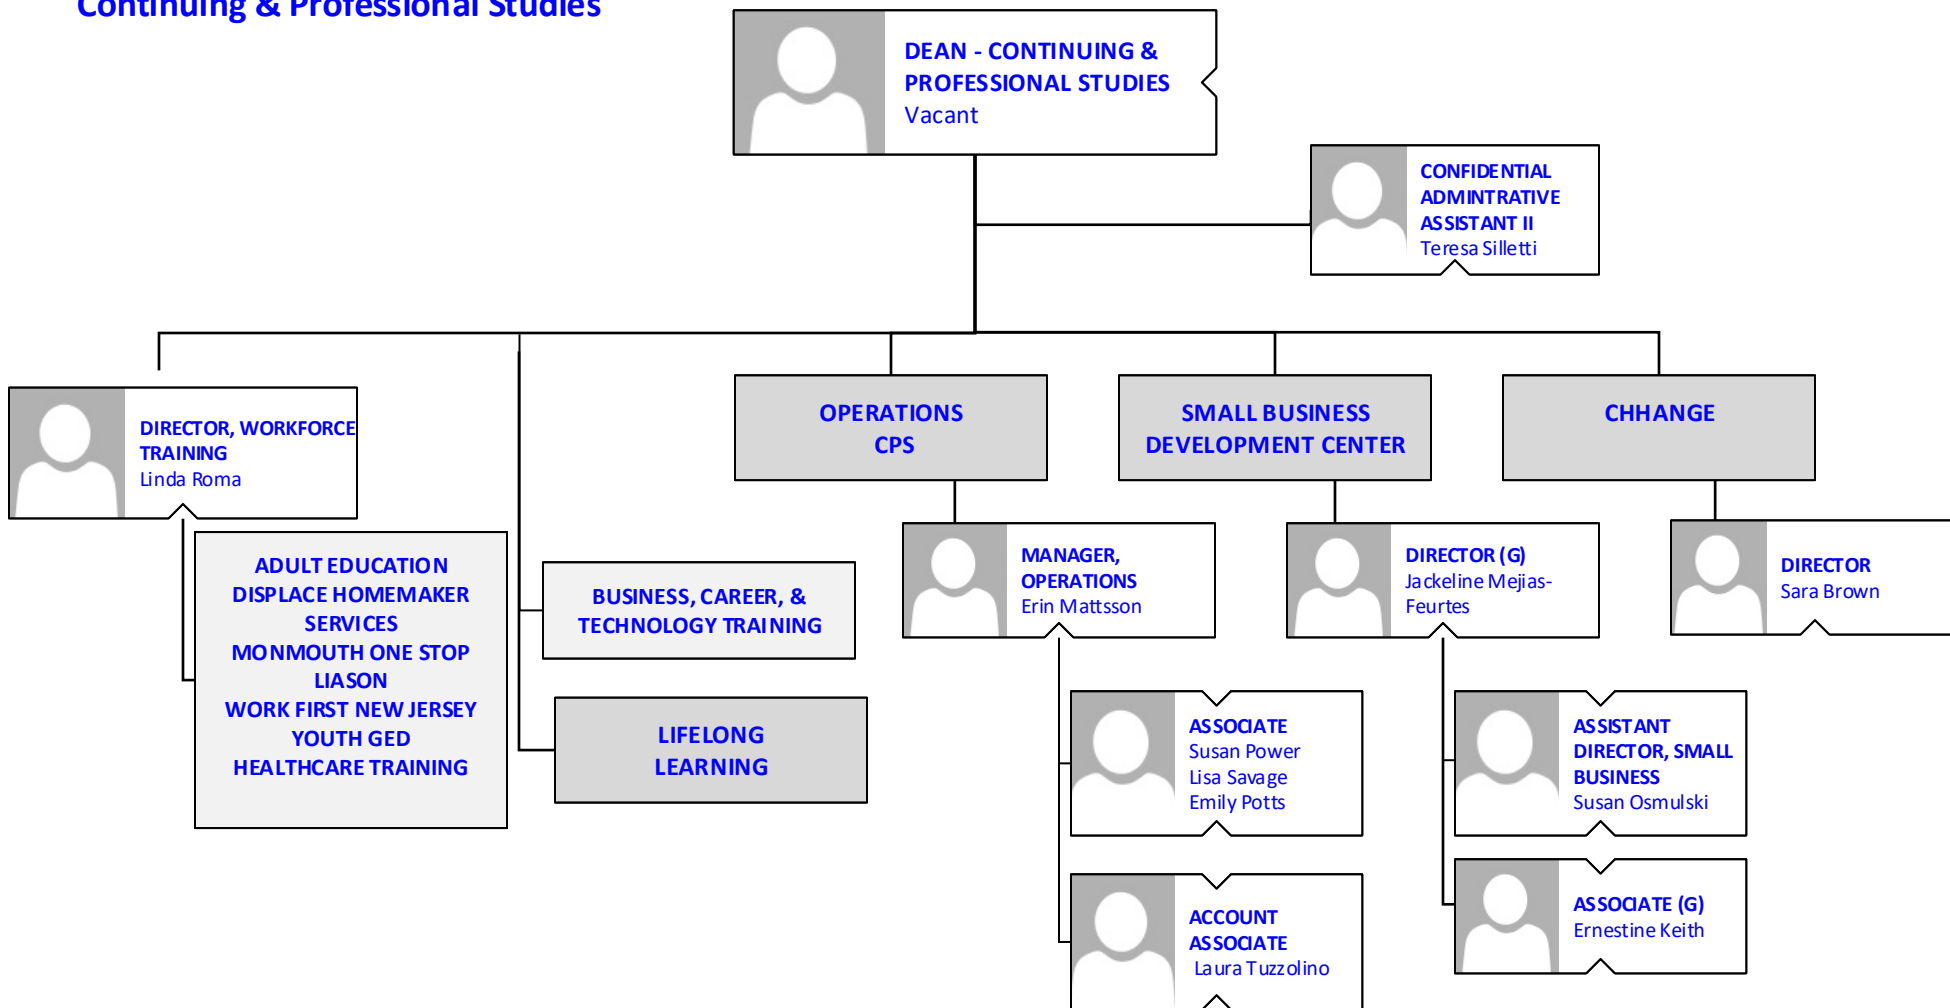 Continuing & Professional Studies
DEAN - CONTINUING &
PROFESSIONAL STUDIES
Vacant
CONFIDENTIAL
ADMINTRATIVE
ASSISTANT II
Teresa Silletti
DIRECTOR, WORKFORCE
TRAINING
Linda Roma
ADULT EDUCATION
DISPLACE HOMEMAKER
SERVICES
MONMOUTH ONE STOP
LIASON
WORK FIRST NEW JERSEY
YOUTH GED
HEALTHCARE TRAINING
BUSINESS, CAREER, &
TECHNOLOGY TRAINING
LIFELONG
LEARNING
OPERATIONS
CPS
MANAGER,
OPERATIONS
Erin Mattsson
ASSOCIATE
Susan Power
Lisa Savage
Emily Potts
ACCOUNT
ASSOCIATE
Laura Tuzzolino
SMALL BUSINESS
DEVELOPMENT CENTER
DIRECTOR (G)
Jackeline Mejias-
Feurtes
ASSISTANT
DIRECTOR, SMALL
BUSINESS
Susan Osmulski
ASSOCIATE (G)
Ernestine Keith
CHHANGE
DIRECTOR
Sara Brown